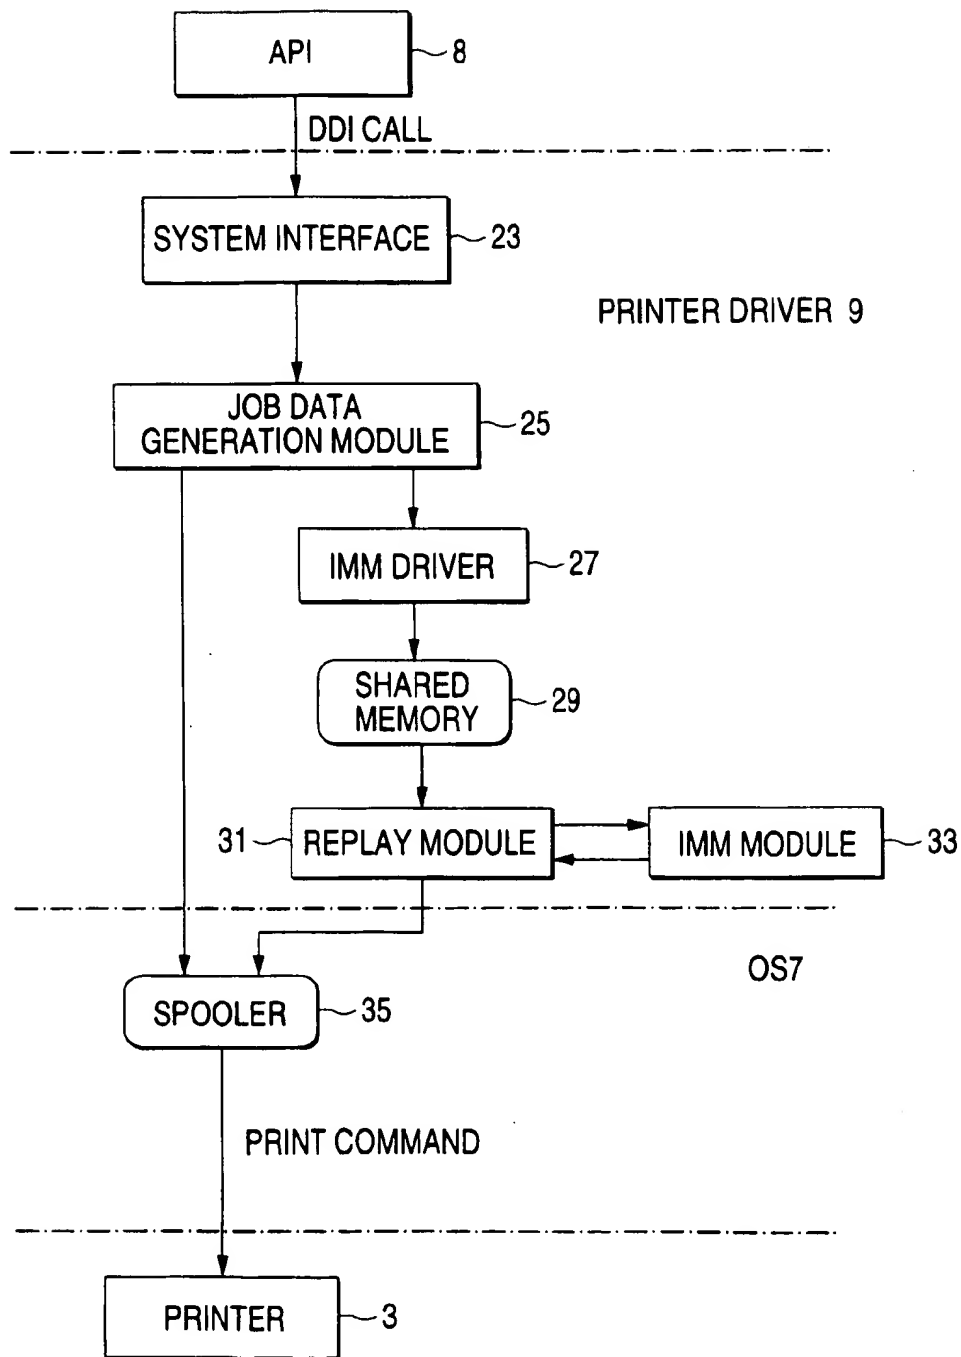 API
8
DDI CALL
SYSTEM INTERFACE
23
PRINTER DRIVER 9
JOB DATA
GENERATION MODULE
25
IMM DRIVER
27
SHARED
MEMORY
29
31
REPLAY MODULE
IMM MODULE
33
OS7
SPOOLER
35
PRINT COMMAND
PRINTER
3